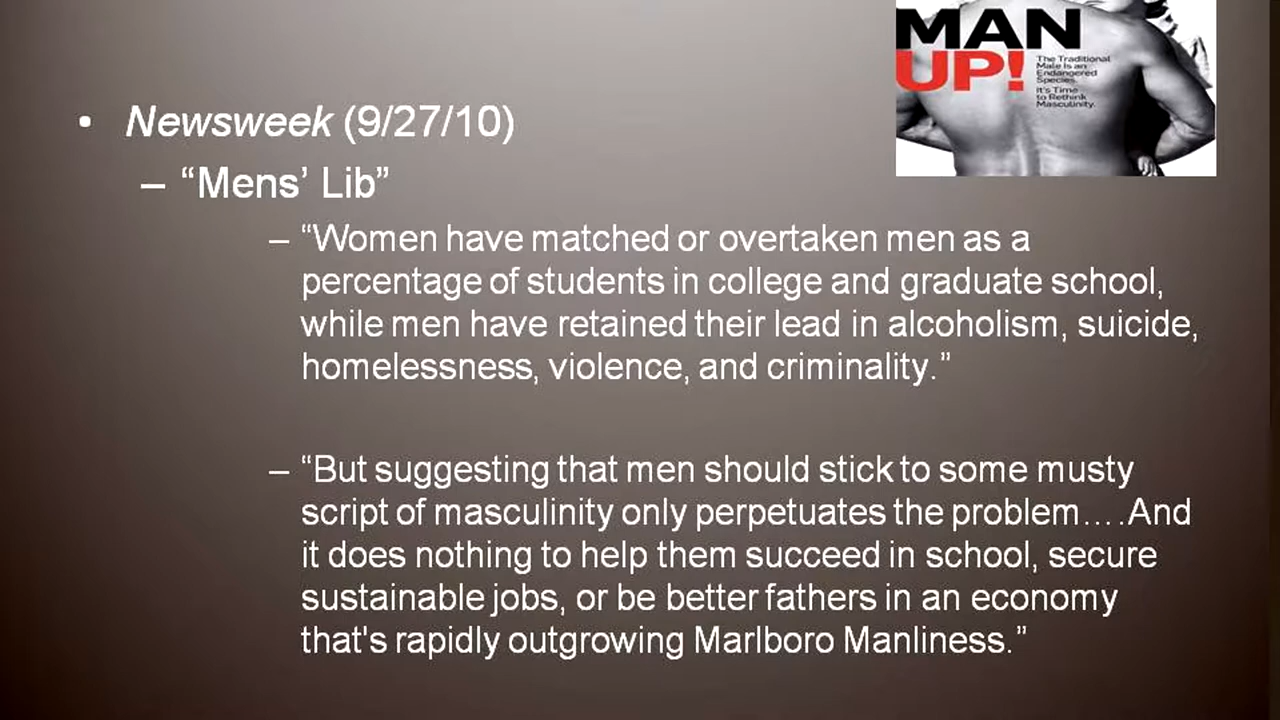 MAN
UP!
The Traditional
Male Is an
Endangered
Species.
It's Time
to Rethink
Masculinity.
• Newsweek (9/27/10)
– “Mens’ Lib”
– “Women have matched or overtaken men as a
percentage of students in college and graduate school,
while men have retained their lead in alcoholism, suicide,
homelessness, violence, and criminality.”
– “But suggesting that men should stick to some musty
script of masculinity only perpetuates the problem….And
it does nothing to help them succeed in school, secure
sustainable jobs, or be better fathers in an economy
that's rapidly outgrowing Marlboro Manliness.”